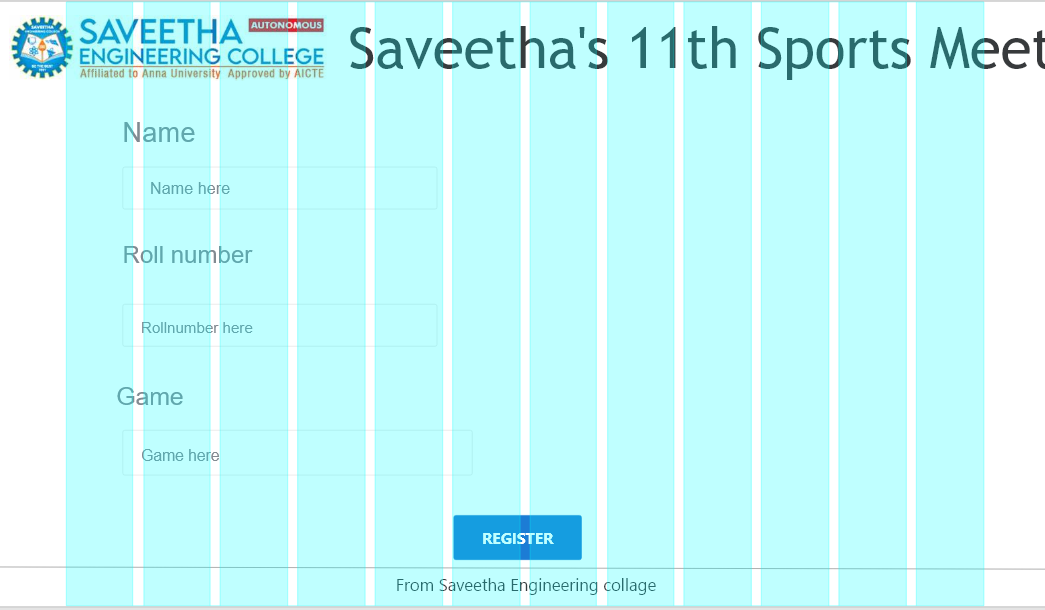 SAVEETHA AUTONOMOUS
ENGINEERING COLLEGE
Affiliated to Anna University Approved by AICTE
Saveetha's 11th Sports Meet
Name
Name here
Roll number
Rollnumber here
Game
Game here
REGISTER
From Saveetha Engineering collage